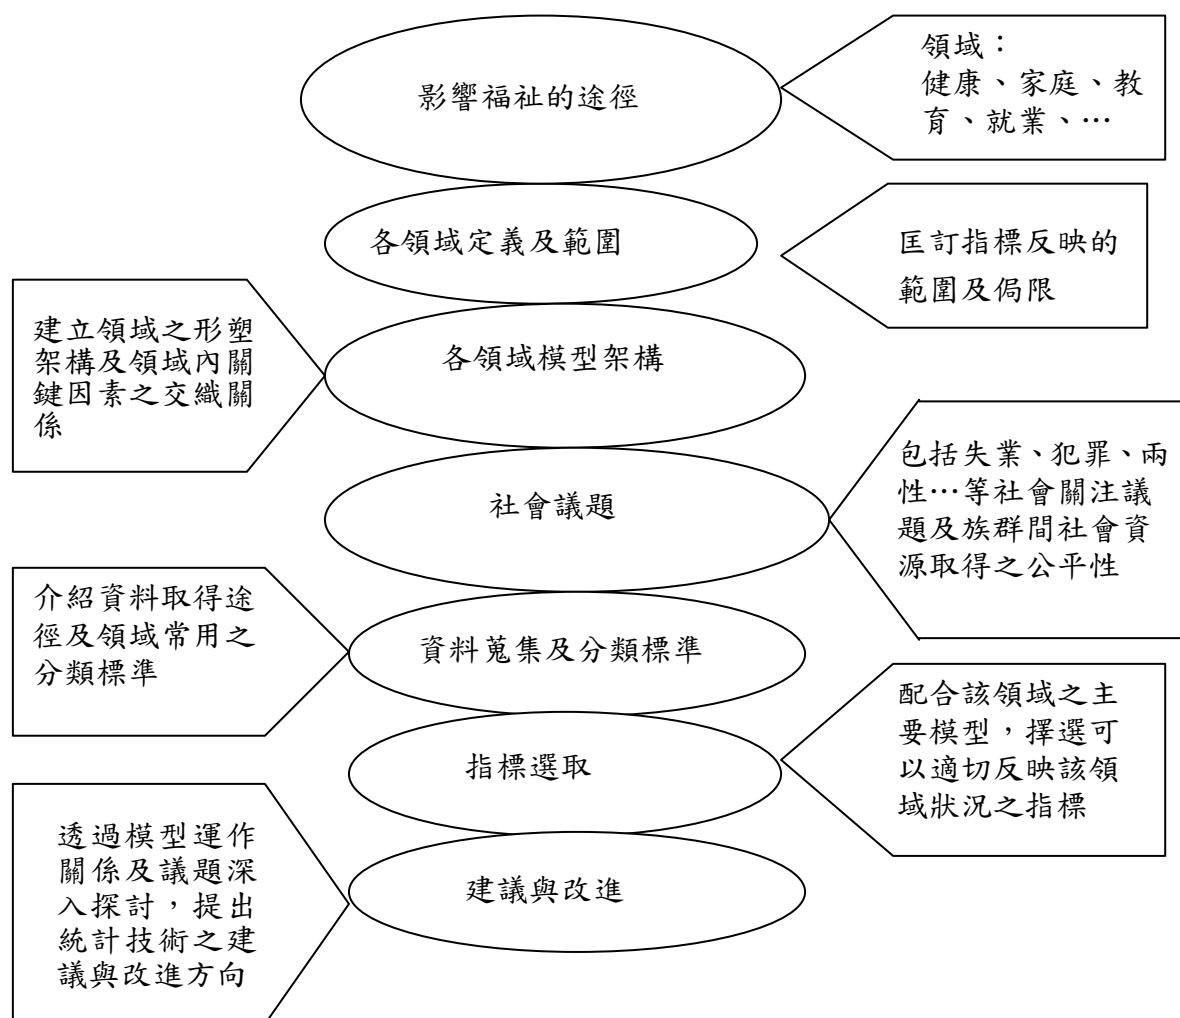 影響福祉的途徑
領域：
健康、家庭、教
育、就業、…
各領域定義及範圍
匡訂指標反映的
範圍及侷限
各領域模型架構
建立領域之形塑
架構及領域內關
鍵因素之交織關
係
社會議題
包括失業、犯罪、兩
性…等社會關注議
題及族群間社會資
源取得之公平性
資料蒐集及分類標準
介紹資料取得途
徑及領域常用之
分類標準
指標選取
配合該領域之主
要模型，擇選可
以適切反映該領
域狀況之指標
建議與改進
透過模型運作
關係及議題深
入探討，提出
統計技術之建
議與改進方向